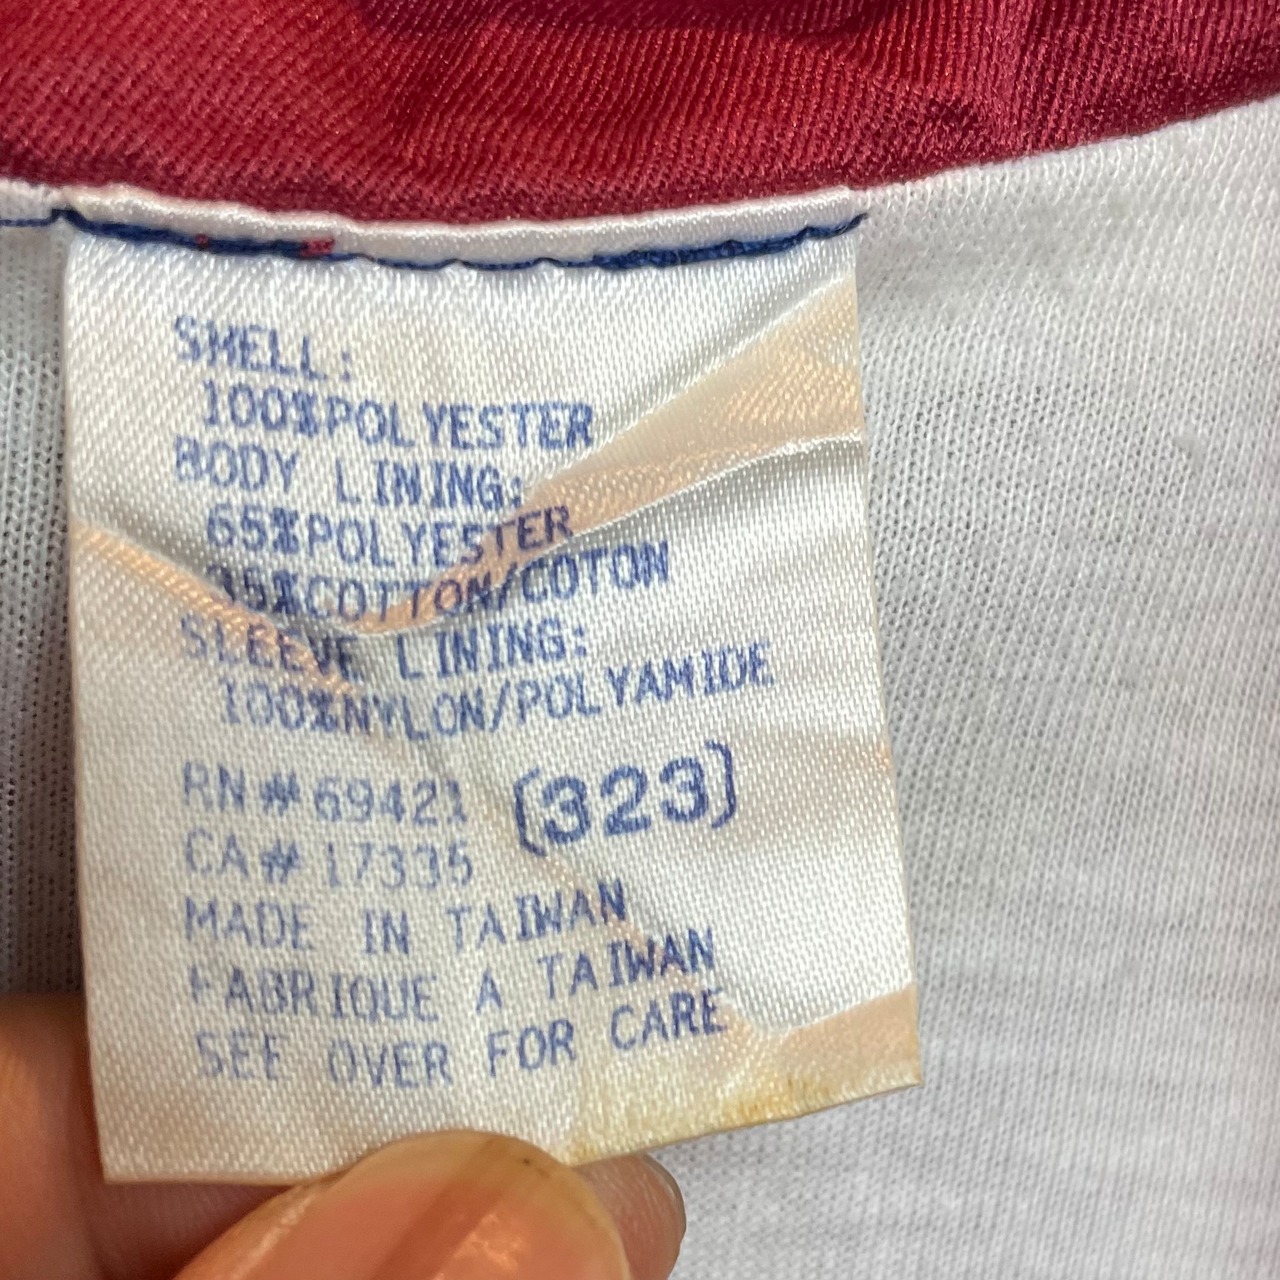 SHELL:
100%POLYESTER
BODY LINING:
65%POLYESTER
35%COTTON/COTON
SLEEVE LINING:
100%NYLON/POLYAMIDE
RN# 69421 (323)
CA# 17335
MADE IN TAIWAN
FABRIQUE A TAIWAN
SEE OVER FOR CARE